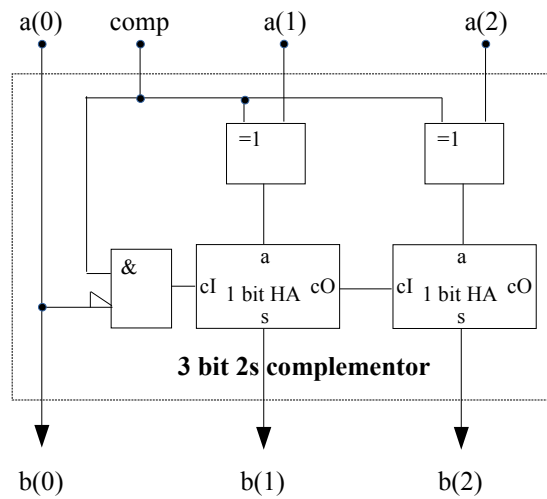 a(0) comp a(1) a(2)
=1 =1
& a a
cI 1 bit HA cO cI 1 bit HA cO
s s
3 bit 2s complementor
b(0) b(1) b(2)